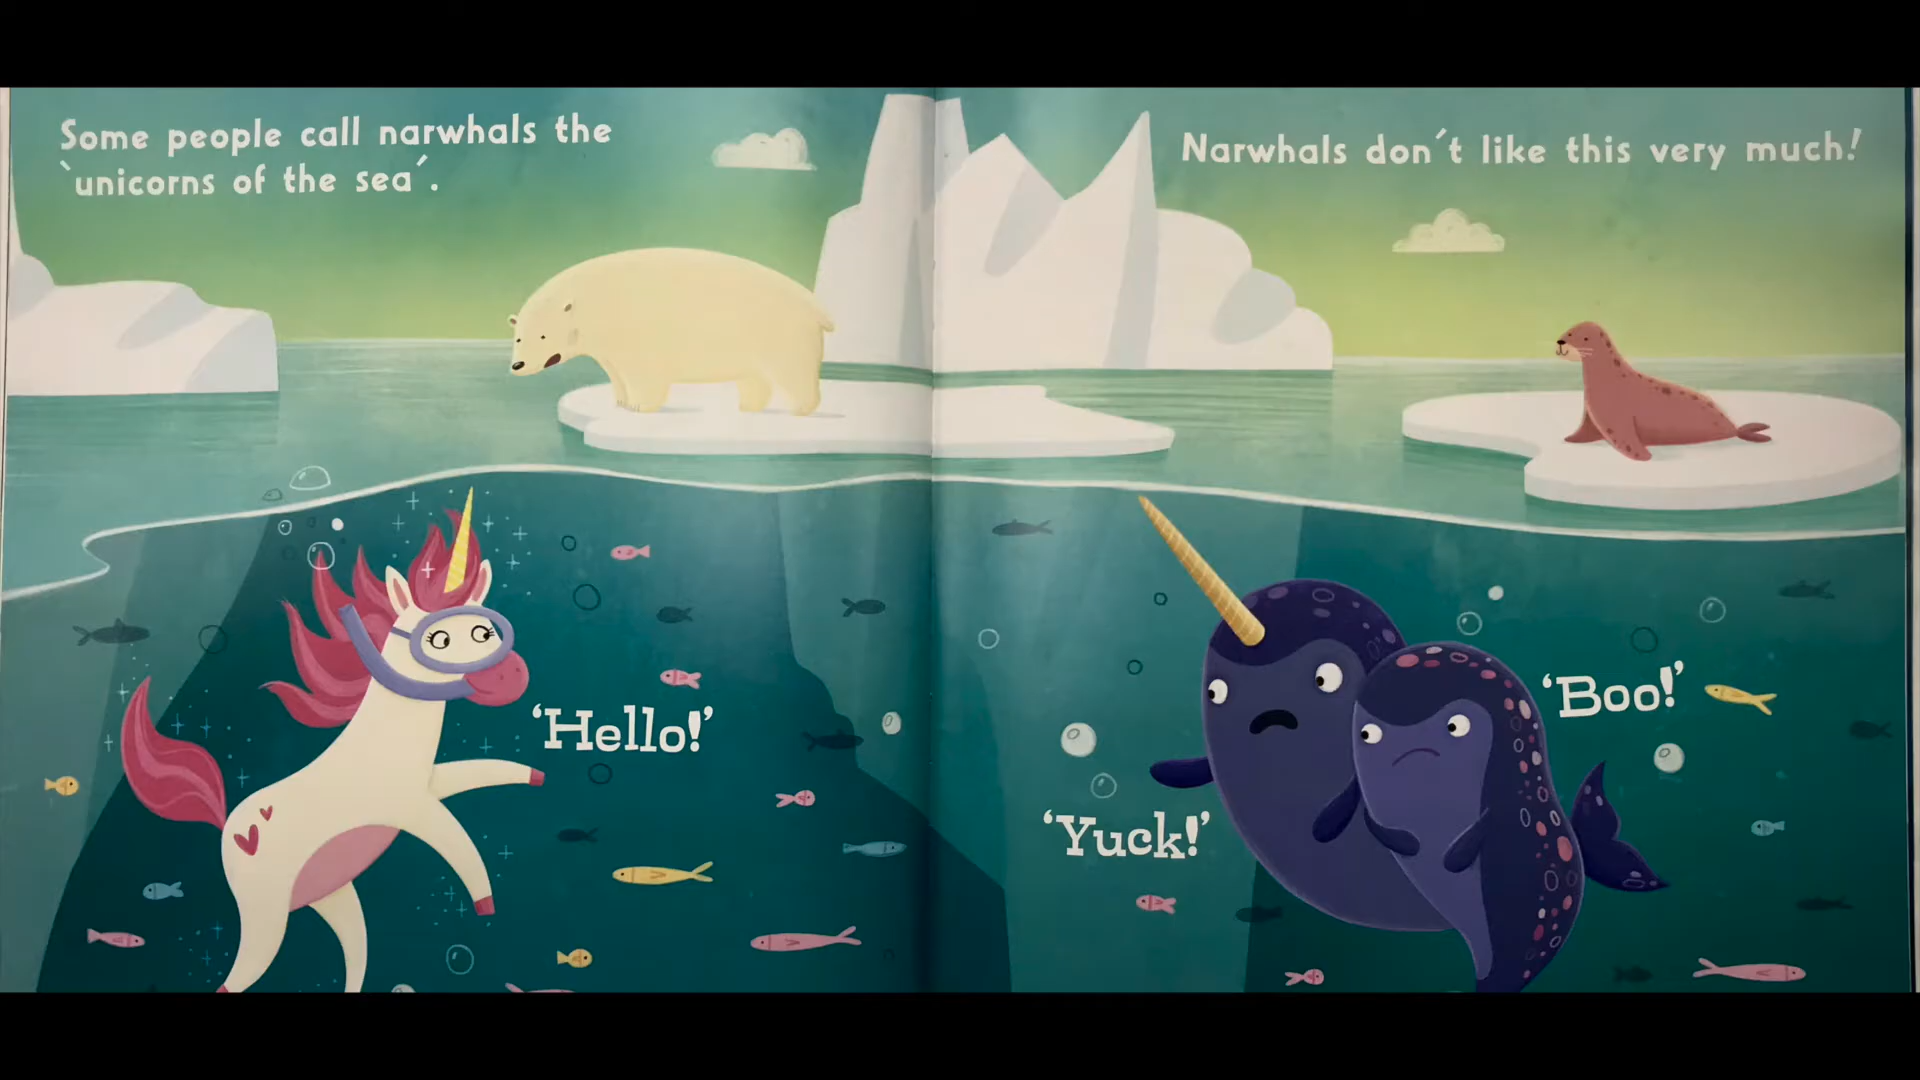 Some people call narwhals the
`unicorns of the sea´.
Narwhals don´t like this very much!
‘Hello!’
‘Boo!’
‘Yuck!’